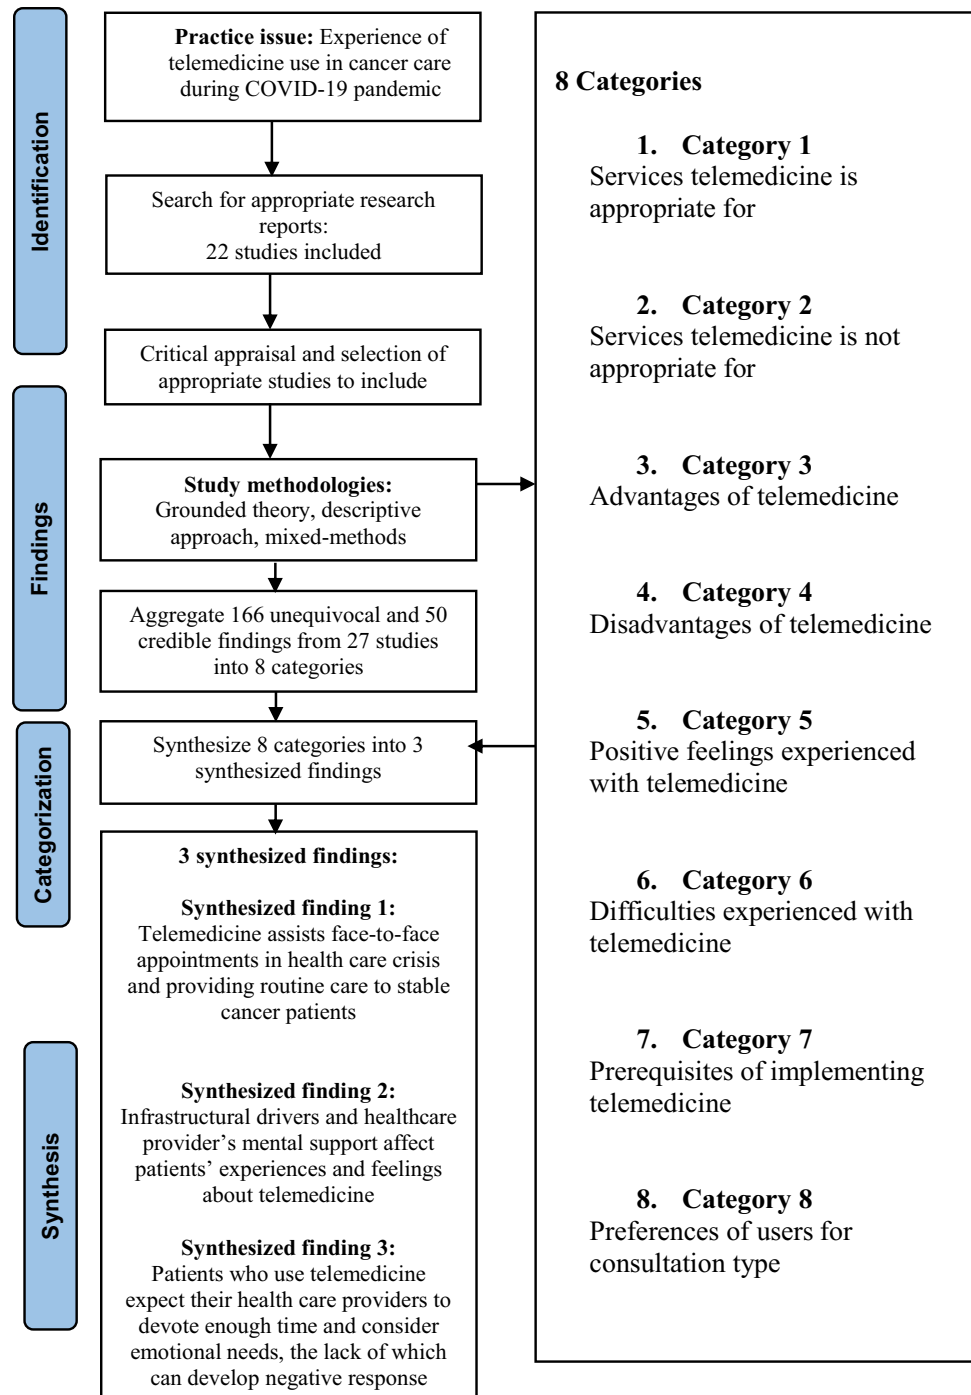 Identification
Practice issue: Experience of
telemedicine use in cancer care
during COVID-19 pandemic
Search for appropriate research
reports:
22 studies included
Critical appraisal and selection of
appropriate studies to include
Findings
Study methodologies:
Grounded theory, descriptive
approach, mixed-methods
Aggregate 166 unequivocal and 50
credible findings from 27 studies
into 8 categories
Categorization
Synthesize 8 categories into 3
synthesized findings
3 synthesized findings:
Synthesized finding 1:
Telemedicine assists face-to-face
appointments in health care crisis
and providing routine care to stable
cancer patients
Synthesis
Synthesized finding 2:
Infrastructural drivers and healthcare
provider’s mental support affect
patients’ experiences and feelings
about telemedicine
Synthesized finding 3:
Patients who use telemedicine
expect their health care providers to
devote enough time and consider
emotional needs, the lack of which
can develop negative response
8 Categories
1. Category 1
Services telemedicine is
appropriate for
2. Category 2
Services telemedicine is not
appropriate for
3. Category 3
Advantages of telemedicine
4. Category 4
Disadvantages of telemedicine
5. Category 5
Positive feelings experienced
with telemedicine
6. Category 6
Difficulties experienced with
telemedicine
7. Category 7
Prerequisites of implementing
telemedicine
8. Category 8
Preferences of users for
consultation type